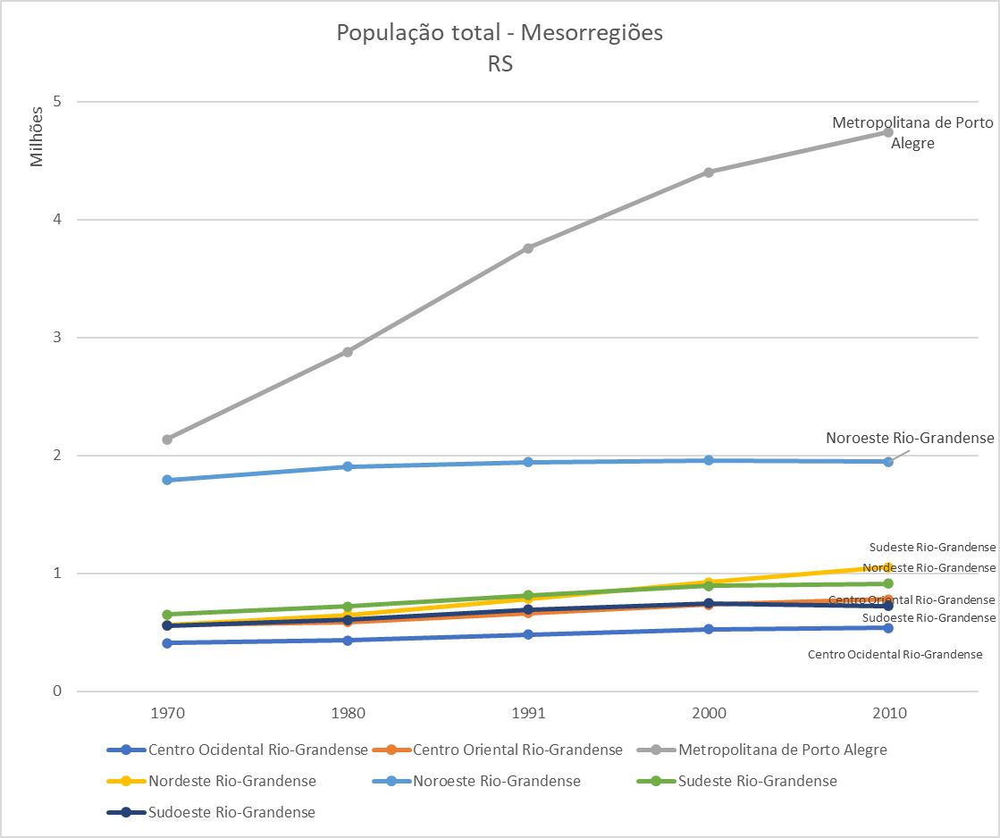 População total - Mesorregiões
RS
Milhões
5
4
3
2
1
0
Metropolitana de Porto
Alegre
Noroeste Rio-Grandense
Sudeste Rio-Grandense
Nordeste Rio-Grandense
Centro Oriental Rio-Grandense
Sudoeste Rio-Grandense
Centro Ocidental Rio-Grandense
1970 1980 1991 2000 2010
Centro Ocidental Rio-Grandense Centro Oriental Rio-Grandense Metropolitana de Porto Alegre
Nordeste Rio-Grandense Noroeste Rio-Grandense Sudeste Rio-Grandense
Sudoeste Rio-Grandense